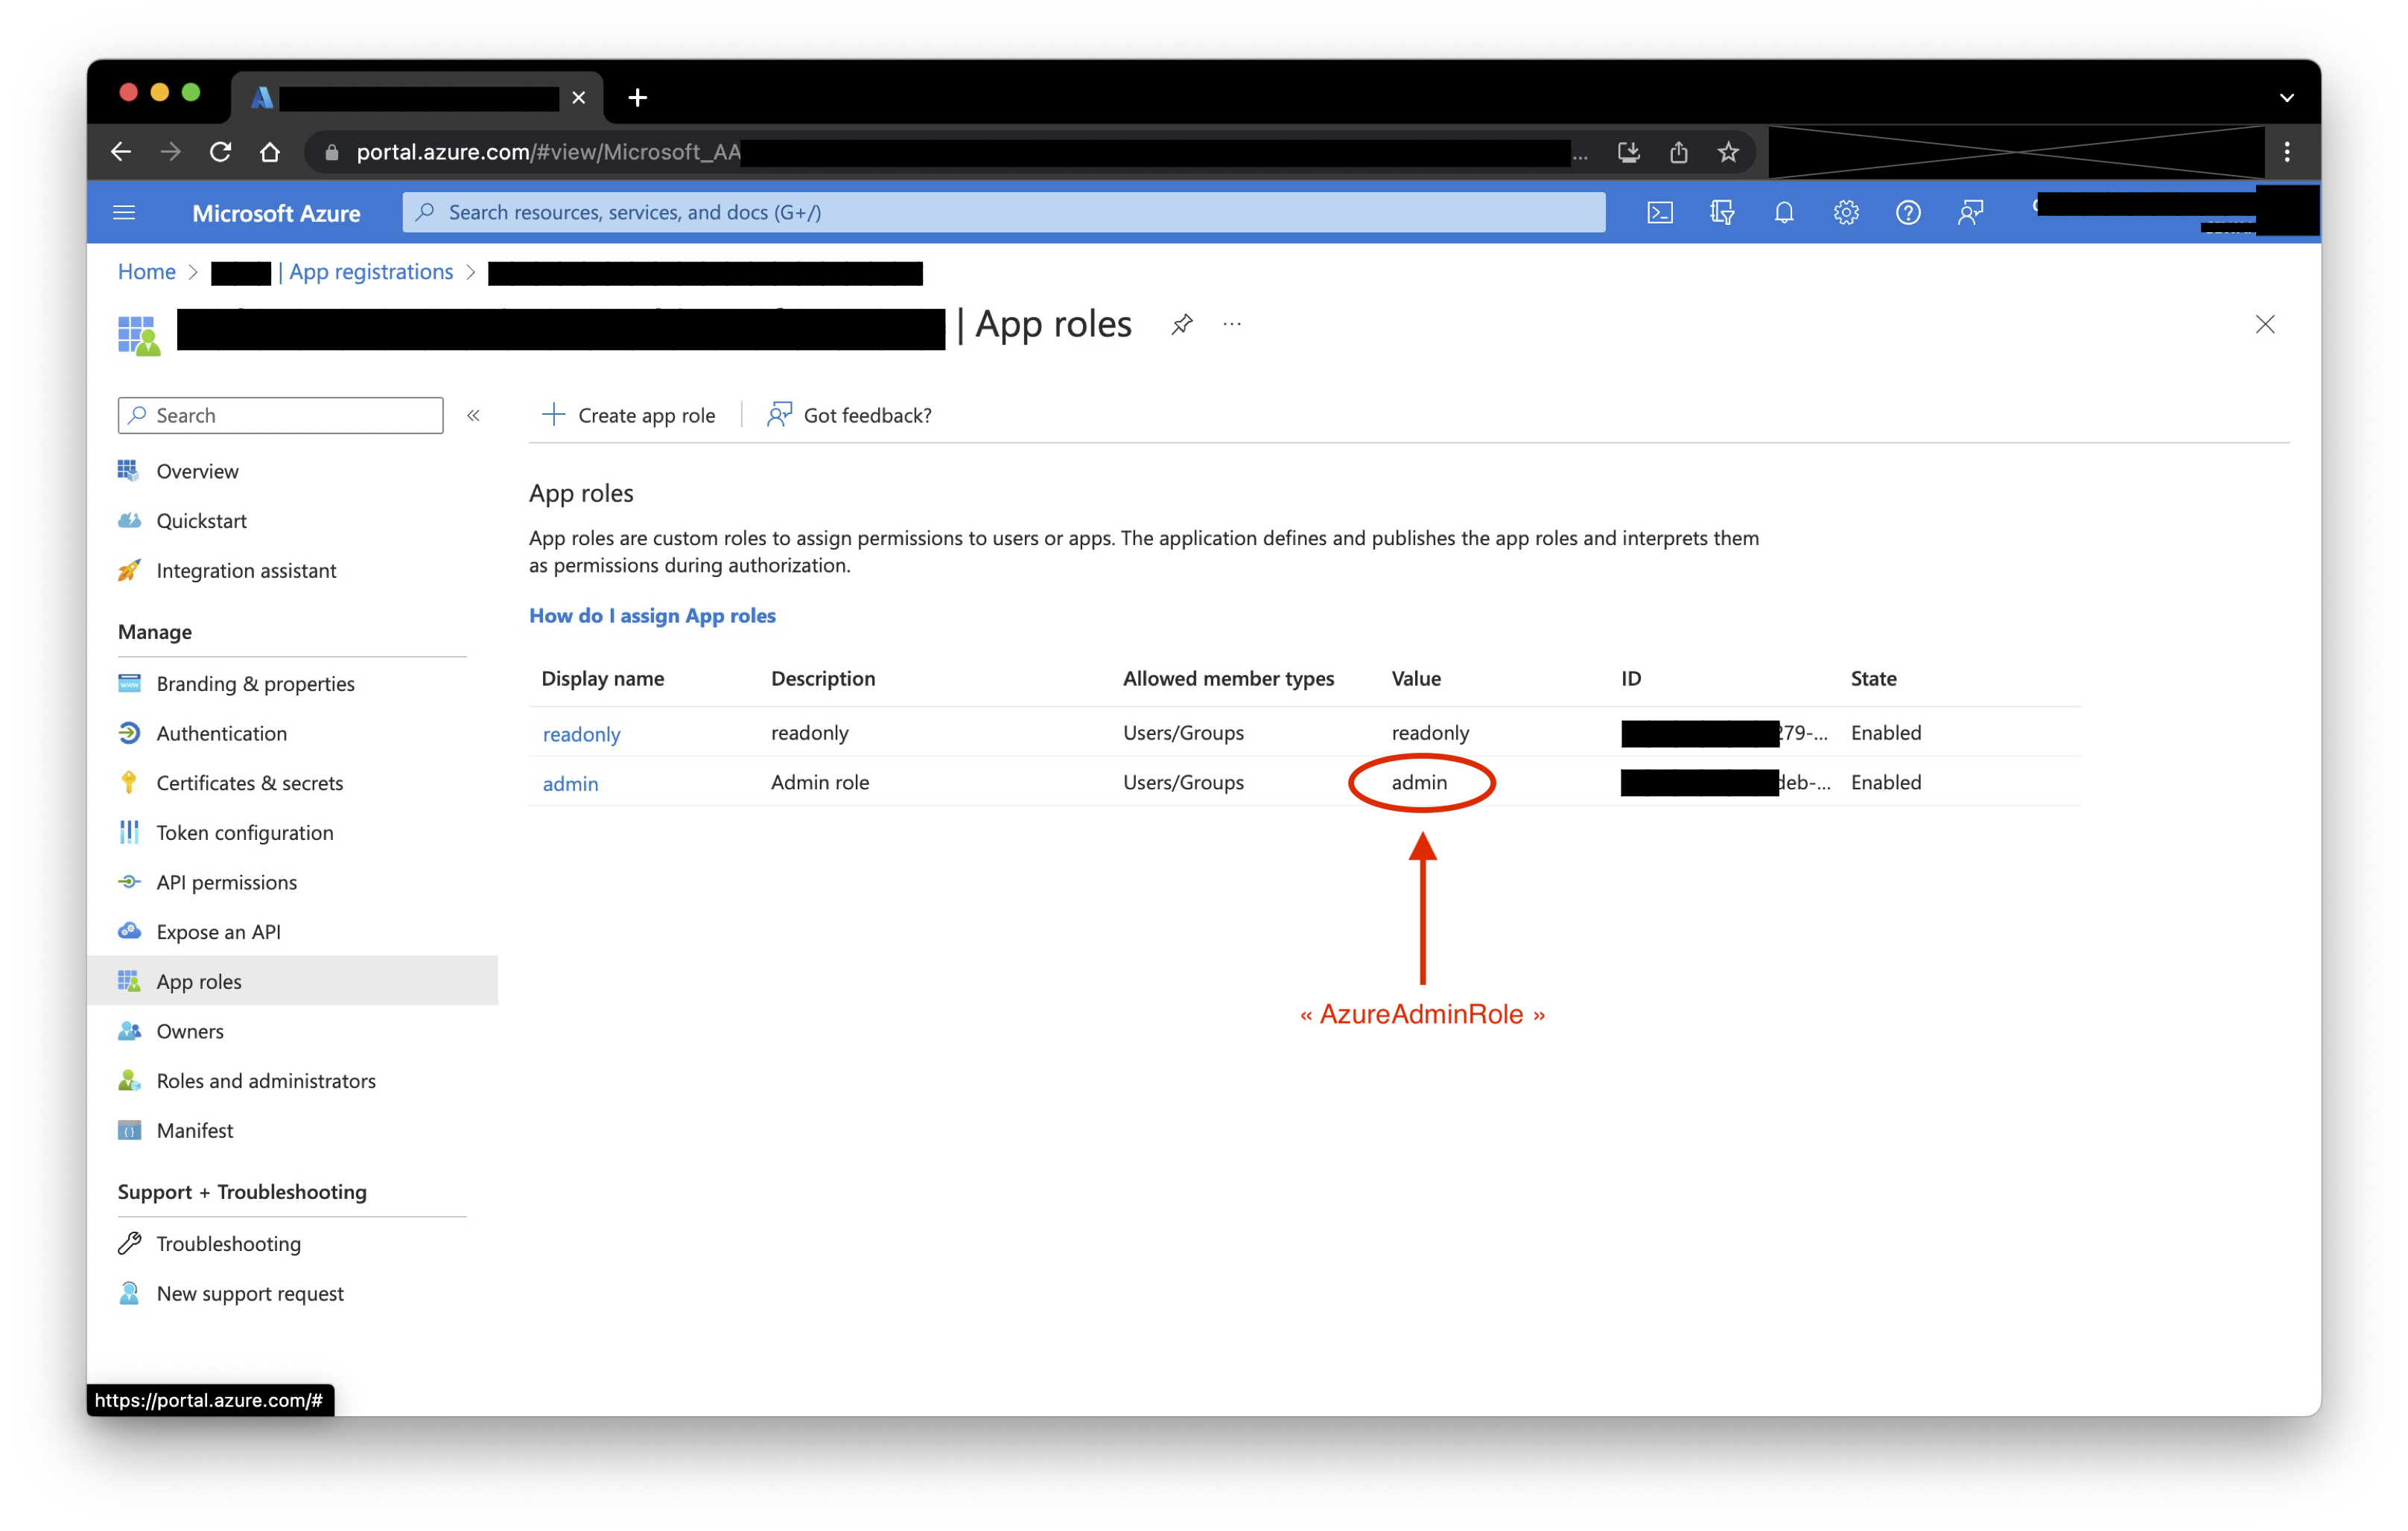 portal.azure.com/#view/Microsoft_AA ...
Microsoft Azure
Search resources, services, and docs (G+/)
Home > | App registrations >
| App roles
Search
Create app role
Got feedback?
Overview
Quickstart
Integration assistant
Manage
Branding & properties
Authentication
Certificates & secrets
Token configuration
API permissions
Expose an API
App roles
Owners
Roles and administrators
Manifest
Support + Troubleshooting
Troubleshooting
New support request
App roles
App roles are custom roles to assign permissions to users or apps. The application defines and publishes the app roles and interprets them
as permissions during authorization.
How do I assign App roles
Display name Description Allowed member types Value ID State
readonly readonly Users/Groups readonly 279-... Enabled
admin Admin role Users/Groups admin deb-... Enabled
« AzureAdminRole »
https://portal.azure.com/#